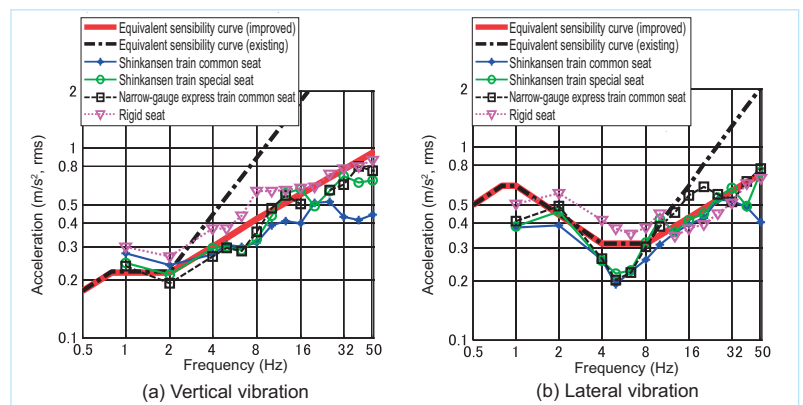 Equivalent sensibility curve (improved)
Equivalent sensibility curve (existing)
Shinkansen train common seat
Shinkansen train special seat
Narrow-gauge express train common seat
Rigid seat
2
1
0.8
0.5
0.4
0.3
0.2
0.1
Acceleration (m/s², rms)
0.5 1 2 4 8 16 32 50
Frequency (Hz)
(a) Vertical vibration
Equivalent sensibility curve (improved)
Equivalent sensibility curve (existing)
Shinkansen train common seat
Shinkansen train special seat
Narrow-gauge express train common seat
Rigid seat
2
1
0.8
0.5
0.4
0.3
0.2
0.1
Acceleration (m/s², rms)
0.5 1 2 4 8 16 32 50
Frequency (Hz)
(b) Lateral vibration